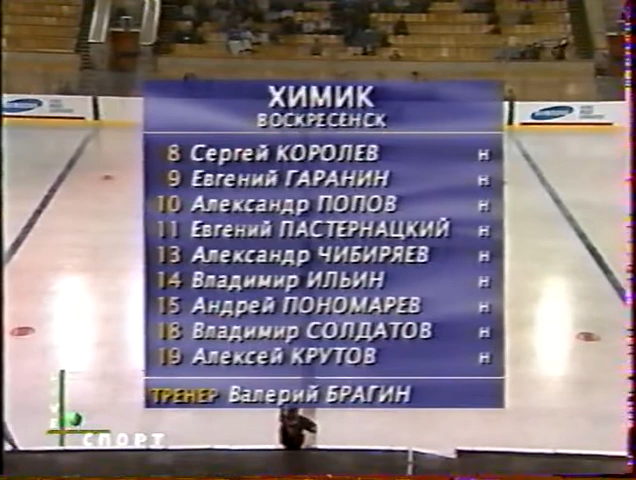 ХИМИК
ВОСКРЕСЕНСК
8 Сергей КОРОЛЕВ н
9 Евгений ГАРАНИН н
10 Александр ПОПОВ н
11 Евгений ПАСТЕРНАЦКИЙ н
13 Александр ЧИБИРЯЕВ н
14 Владимир ИЛЬИН н
15 Андрей ПОНОМАРЕВ н
18 Владимир СОЛДАТОВ н
19 Алексей КРУТОВ н
ТРЕНЕР Валерий БРАГИН
СПОРТ